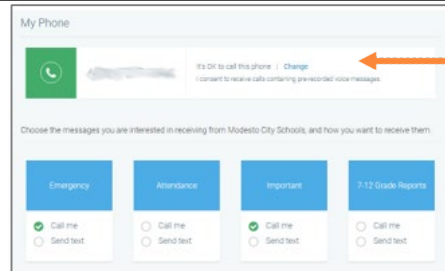 My Phone
It's OK to call this phone | Change
I consent to receive calls containing pre-recorded voice messages.
Choose the messages you are interested in receiving from Modesto City Schools, and how you want to receive them.
Emergency
Call me
Send text
Attendance
Call me
Send text
Important
Call me
Send text
7-12 Grade Reports
Call me
Send text